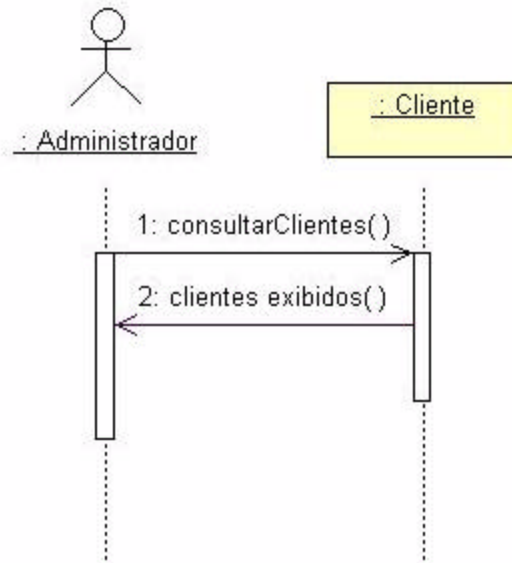 : Administrador
: Cliente
1: consultarClientes( )
2: clientes exibidos( )